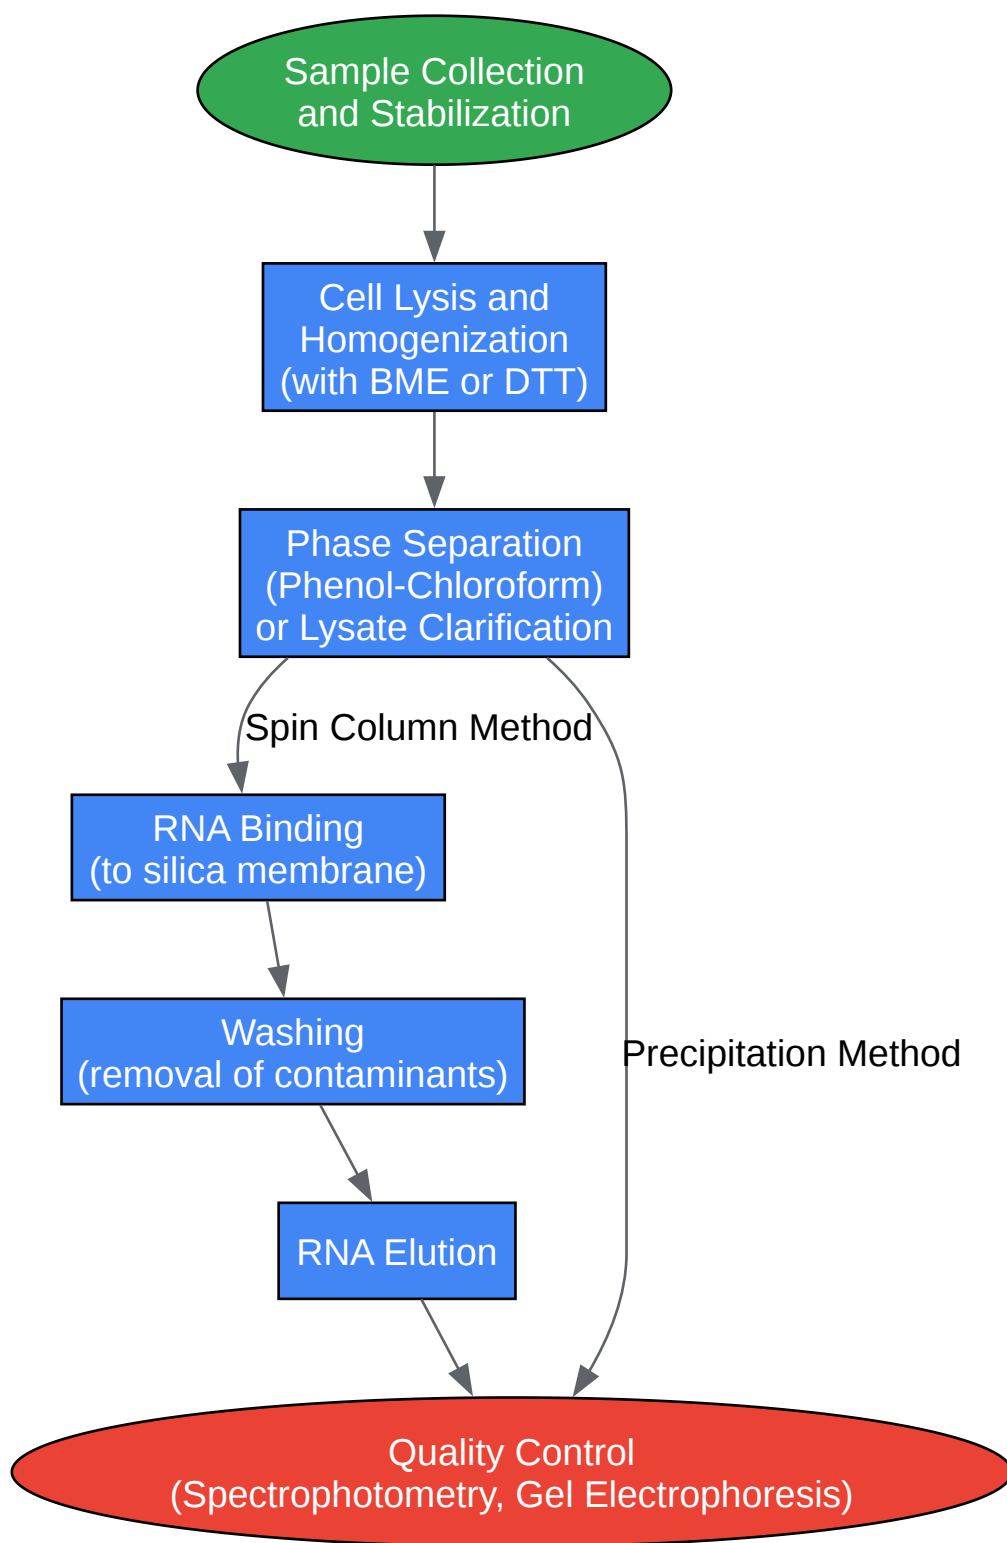 Sample Collection
and Stabilization
Cell Lysis and
Homogenization
(with BME or DTT)
Phase Separation
(Phenol-Chloroform)
or Lysate Clarification
Spin Column Method
RNA Binding
(to silica membrane)
Washing
(removal of contaminants)
Precipitation Method
RNA Elution
Quality Control
(Spectrophotometry, Gel Electrophoresis)